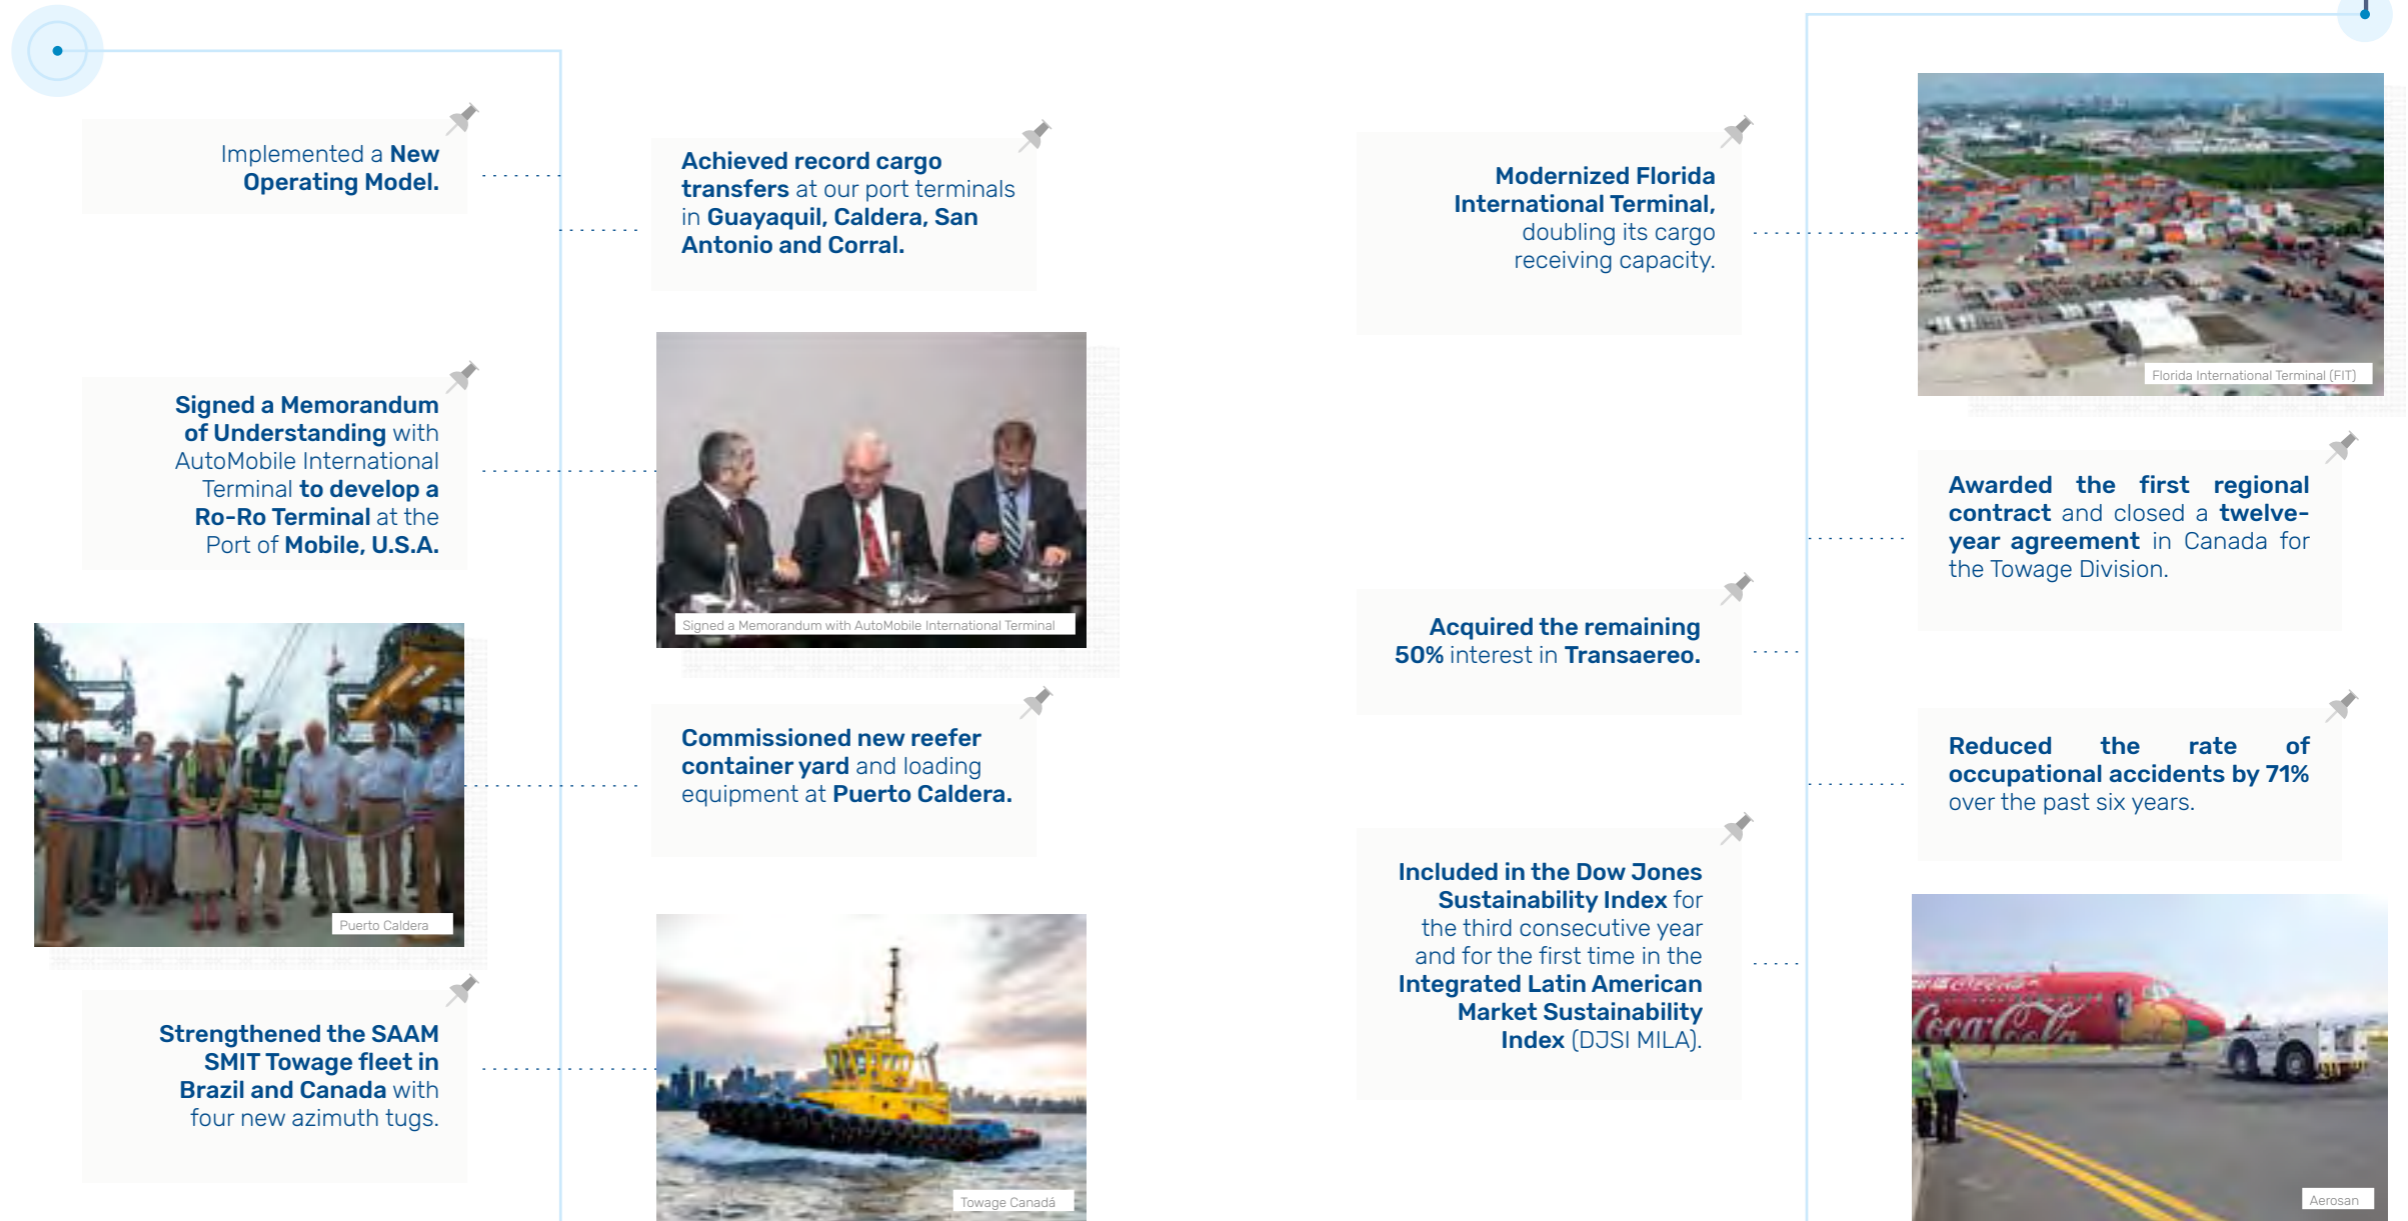 Implemented a New
Operating Model.
Achieved record cargo
transfers at our port terminals
in Guayaquil, Caldera, San
Antonio and Corral.
Signed a Memorandum
of Understanding with
AutoMobile International
Terminal to develop a
Ro-Ro Terminal at the
Port of Mobile, U.S.A.
Signed a Memorandum with AutoMobile International Terminal
Commissioned new reefer
container yard and loading
equipment at Puerto Caldera.
Puerto Caldera
Strengthened the SAAM
SMIT Towage fleet in
Brazil and Canada with
four new azimuth tugs.
Towage Canadá
Modernized Florida
International Terminal,
doubling its cargo
receiving capacity.
Florida International Terminal (FIT)
Awarded the first regional
contract and closed a twelve-
year agreement in Canada for
the Towage Division.
Acquired the remaining
50% interest in Transaereo.
Reduced the rate of
occupational accidents by 71%
over the past six years.
Included in the Dow Jones
Sustainability Index for
the third consecutive year
and for the first time in the
Integrated Latin American
Market Sustainability
Index (DJSI MILA).
Coca-Cola
Aerosan